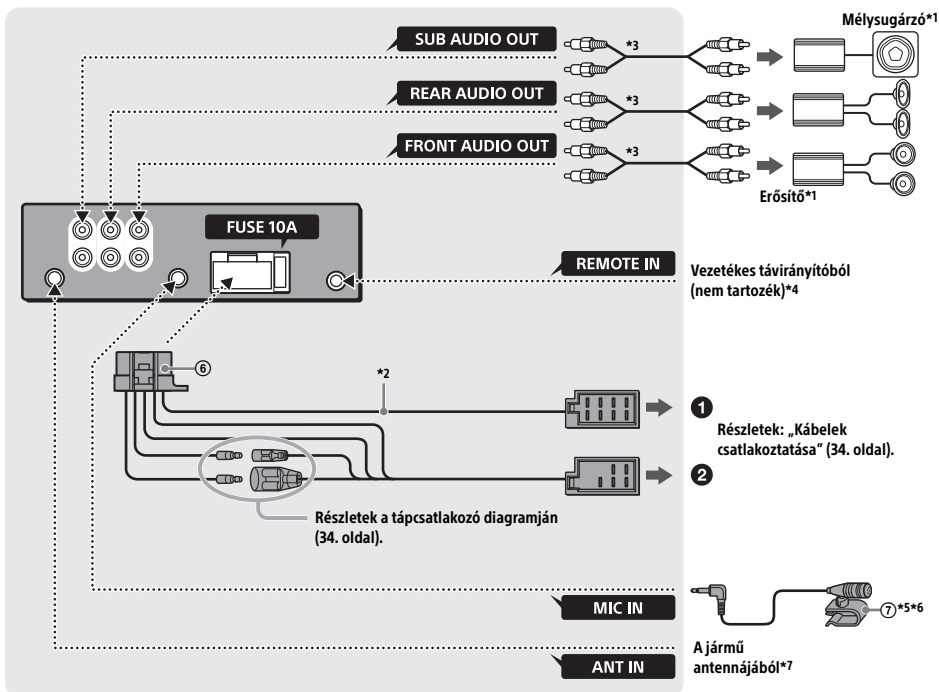 Mélysugárzó*1
SUB AUDIO OUT
*3
REAR AUDIO OUT
*3
FRONT AUDIO OUT
*3
Erősítő*1
FUSE 10A
REMOTE IN
Vezetékes távirányítóból
(nem tartozék)*4
⑥
*2
❶
Részletek: „Kábelek
csatlakoztatása” (34. oldal).
❷
Részletek a tápcsatlakozó diagramján
(34. oldal).
MIC IN
⑦*5*6
A jármű
antennájából*7
ANT IN